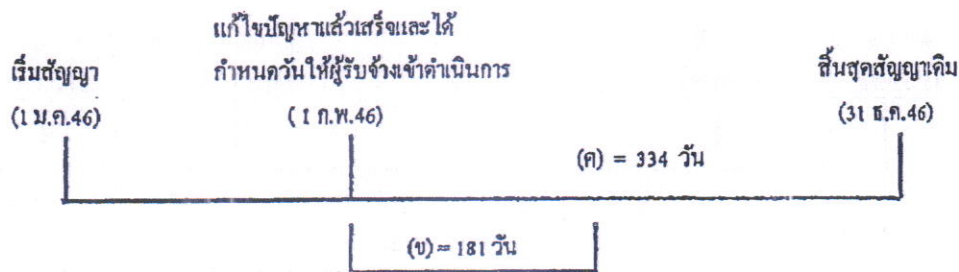 แก้ไขปัญหาแล้วเสร็จและได้
เริ่มสัญญา
กำหนดวันให้ผู้รับจ้างเข้าดำเนินการ
สิ้นสุดสัญญาเดิม
(1 ม.ค.46)
( 1 ก.พ.46)
(31 ธ.ค.46)
(ค) = 334 วัน
(ข) = 181 วัน